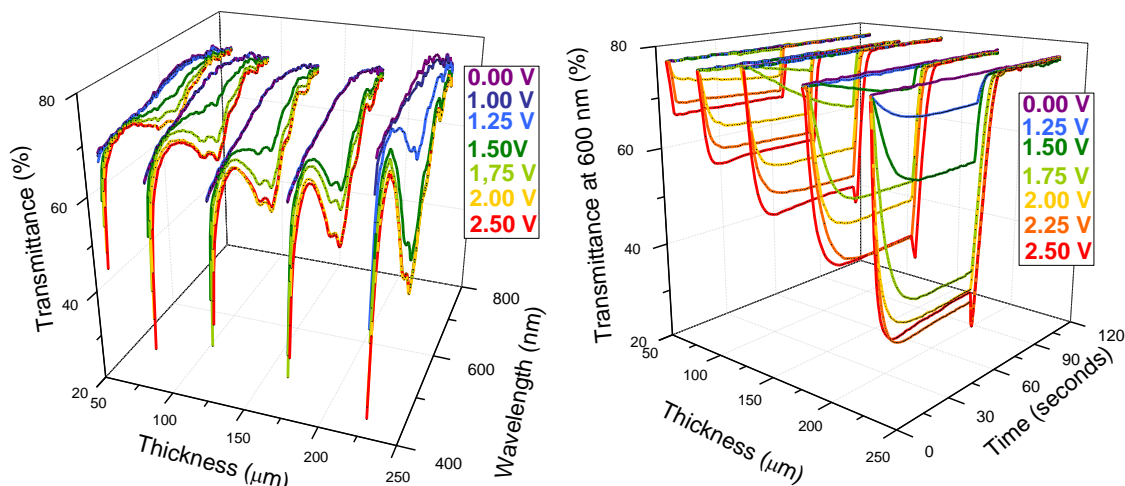 80
60
40
20
Transmittance (%)
50
100
150
200
250
Thickness (μm)
400
600
800
Wavelength (nm)
0.00 V
1.00 V
1.25 V
1.50 V
1,75 V
2.00 V
2.50 V
80
60
40
20
Transmittance at 600 nm (%)
50
100
150
200
250
Thickness (μm)
0
30
60
90
120
Time (seconds)
0.00 V
1.25 V
1.50 V
1.75 V
2.00 V
2.25 V
2.50 V